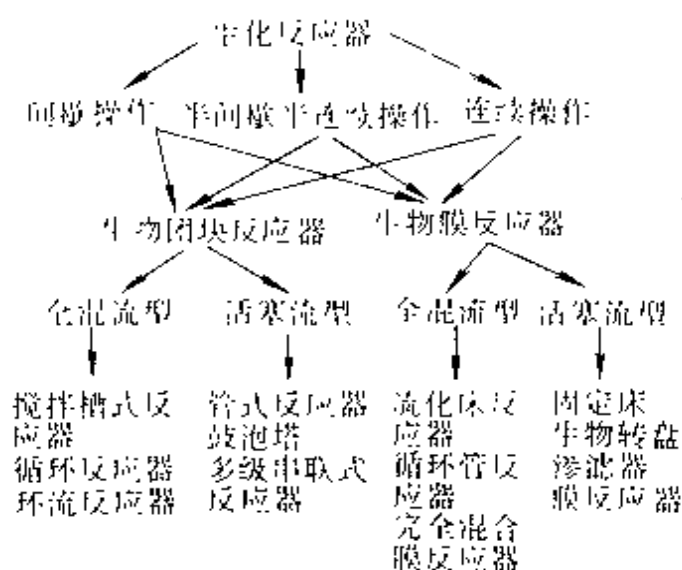 生化反应器
间歇操作 半间歇半连续操作 连续操作
生物团块反应器 生物膜反应器
全混流型 活塞流型 全混流型 活塞流型
搅拌槽式反
应器
循环反应器
环流反应器
管式反应器
鼓泡塔
多级串联式
反应器
流化床反
应器
循环管反
应器
完全混合
膜反应器
固定床
生物转盘
渗滤器
膜反应器